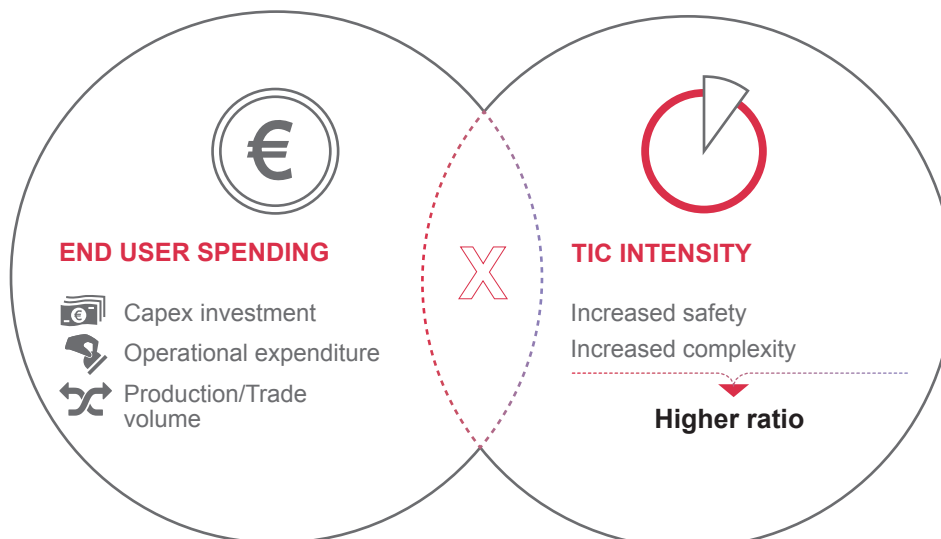 €
END USER SPENDING
€
Capex investment
Operational expenditure
Production/Trade
volume
X
TIC INTENSITY
Increased safety
Increased complexity
Higher ratio